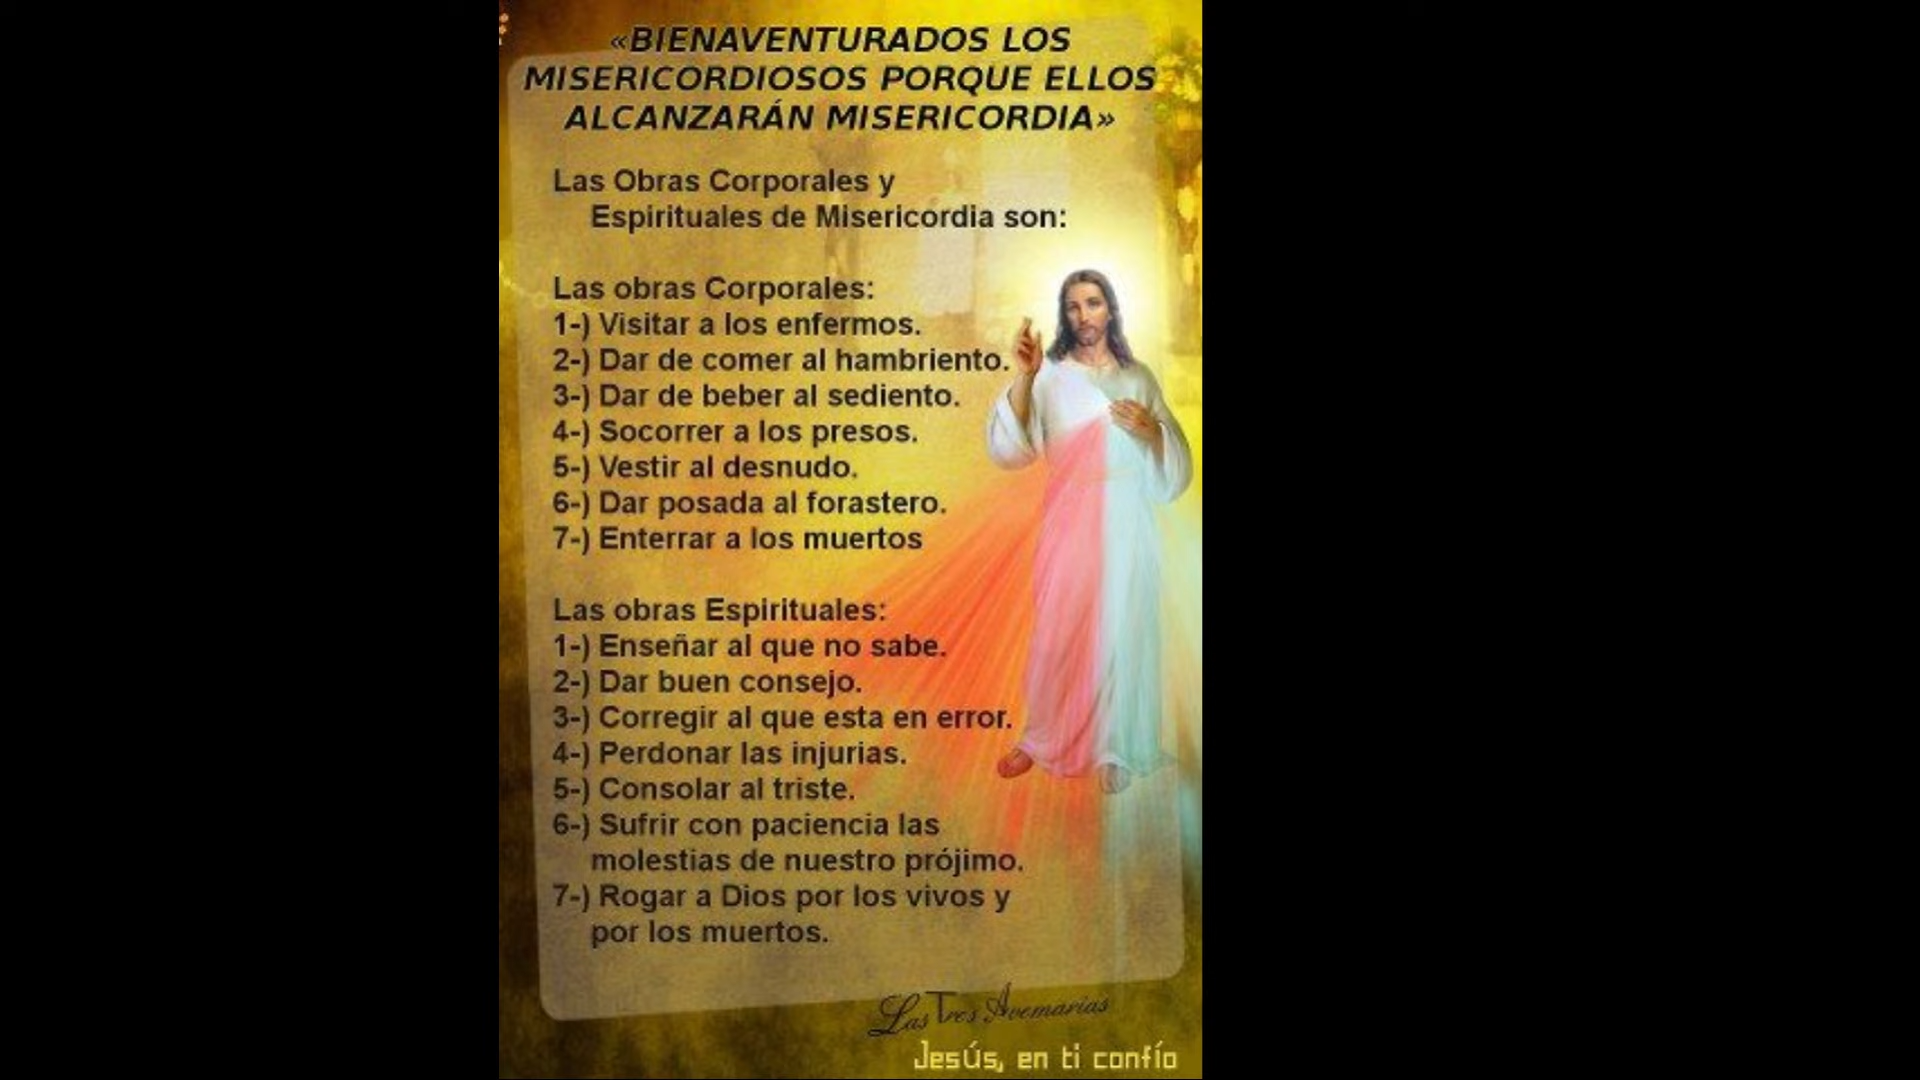 «BIENAVENTURADOS LOS
MISERICORDIOSOS PORQUE ELLOS
ALCANZARÁN MISERICORDIA»
Las Obras Corporales y
Espirituales de Misericordia son:
Las obras Corporales:
1-) Visitar a los enfermos.
2-) Dar de comer al hambriento.
3-) Dar de beber al sediento.
4-) Socorrer a los presos.
5-) Vestir al desnudo.
6-) Dar posada al forastero.
7-) Enterrar a los muertos
Las obras Espirituales:
1-) Enseñar al que no sabe.
2-) Dar buen consejo.
3-) Corregir al que esta en error.
4-) Perdonar las injurias.
5-) Consolar al triste.
6-) Sufrir con paciencia las
molestias de nuestro prójimo.
7-) Rogar a Dios por los vivos y
por los muertos.
Las Tres Avemarías
Jesús, en ti confío